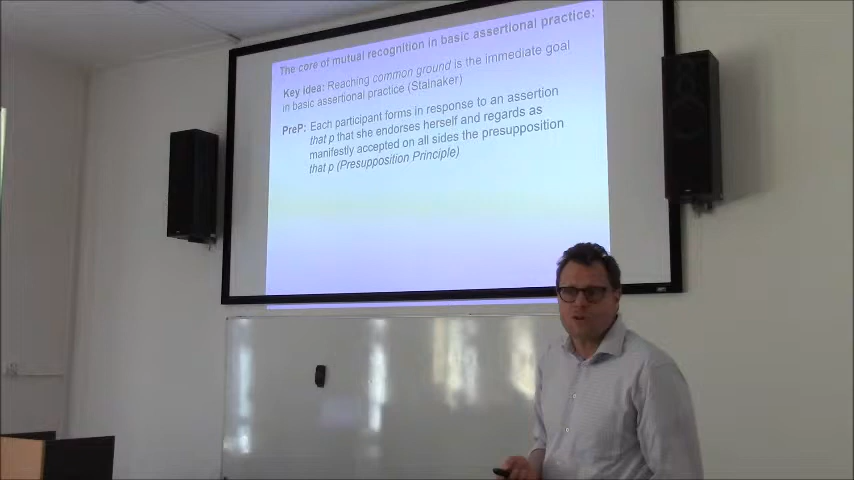 The core of mutual recognition in basic assertional practice:
Key idea: Reaching common ground is the immediate goal
in basic assertional practice (Stalnaker)
PreP: Each participant forms in response to an assertion
that p that she endorses herself and regards as
manifestly accepted on all sides the presupposition
that p (Presupposition Principle)